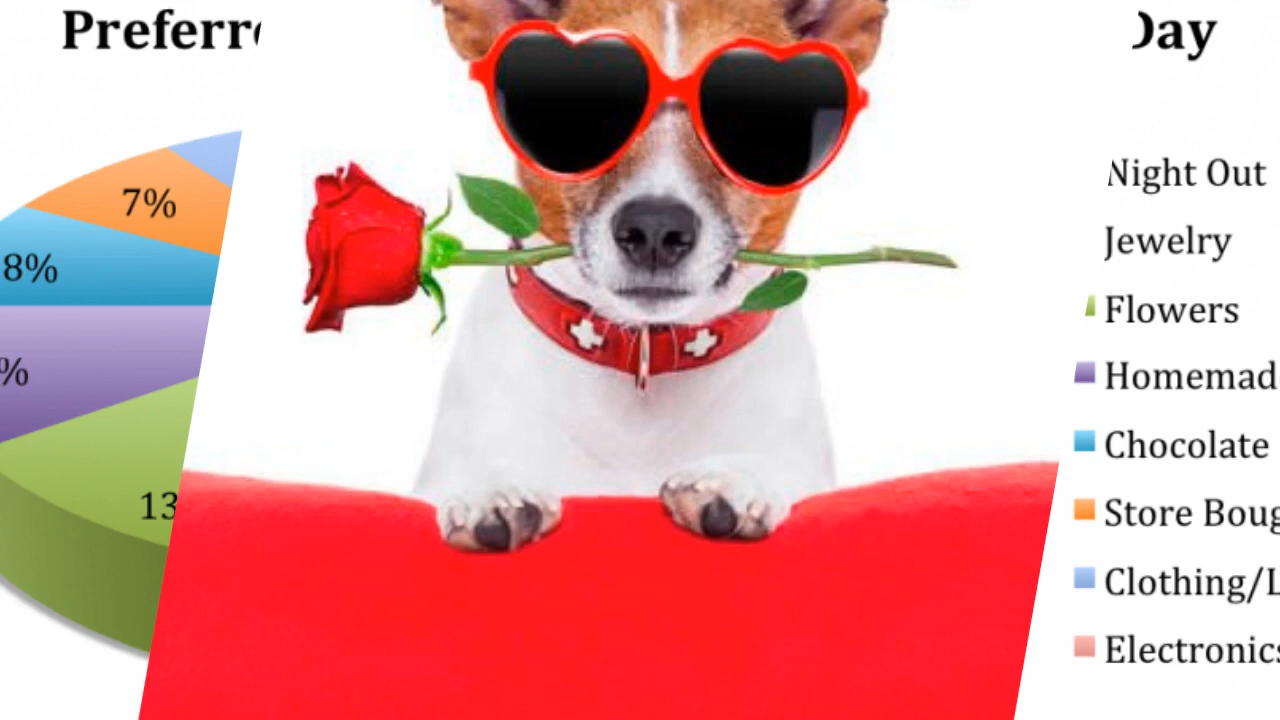 Preferr
Day
7%
8%
%
13
Night Out
Jewelry
Flowers
Homemad
Chocolate
Store Boug
Clothing/L
Electronics